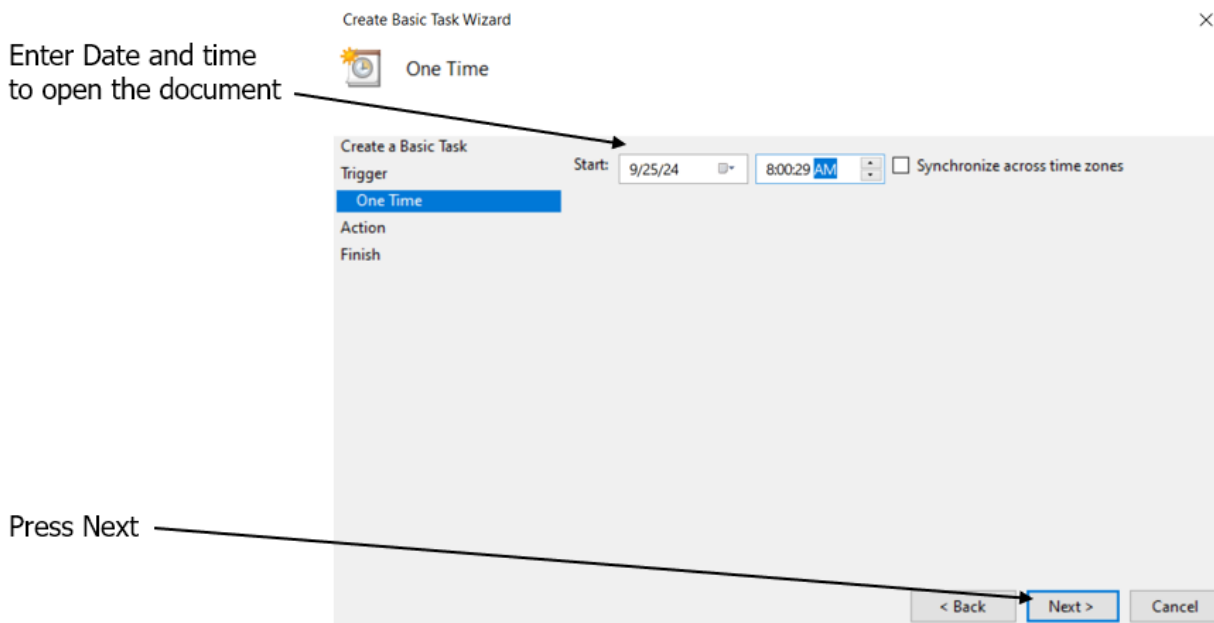 Create Basic Task Wizard
Enter Date and time
to open the document
One Time
Create a Basic Task
Trigger
One Time
Action
Finish
Start: 9/25/24 8:00:29 AM Synchronize across time zones
Press Next
< Back Next > Cancel